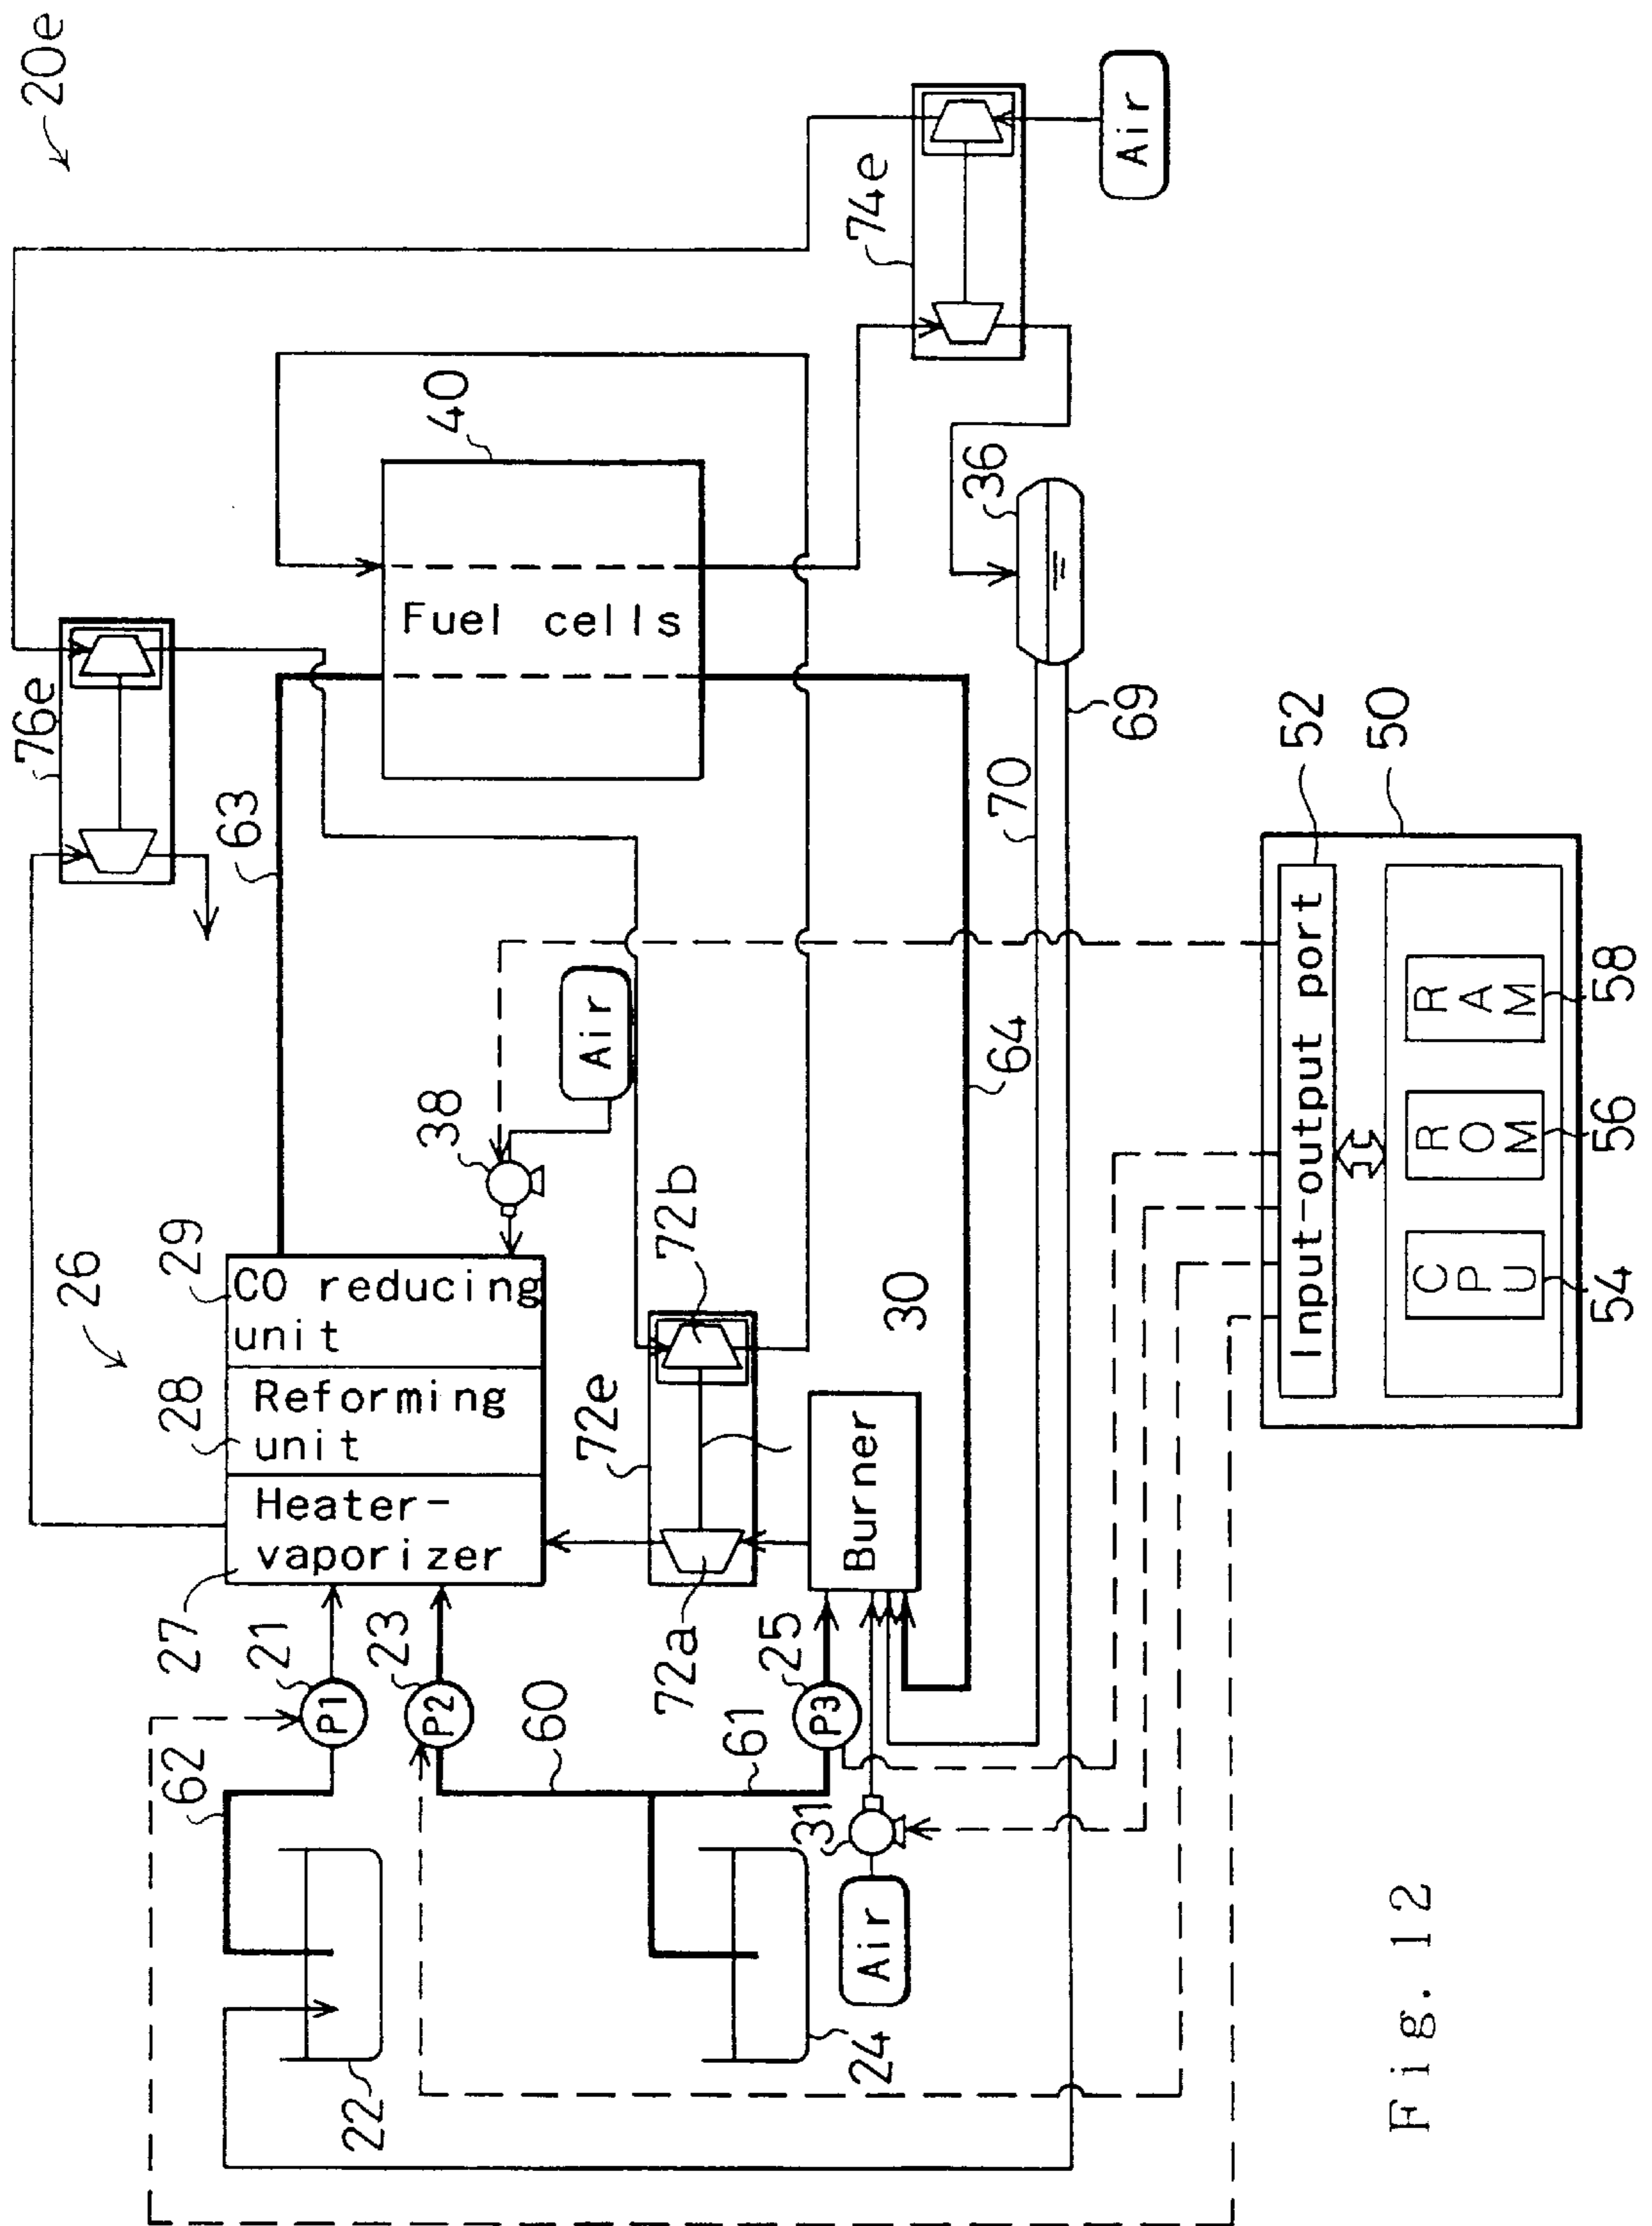 20e
76e
74e
Air
63
40
Fuel cells
36
69
70
64
26
29
CO reducing
unit
28
Reforming
unit
27
Heater-
vaporizer
38
Air
72e
72b
72a
30
Burner
21
P1
23
P2
25
P3
62
60
61
31
Air
22
24
52
50
Input-output port
CPU
54
ROM
56
RAM
58
Fig. 12